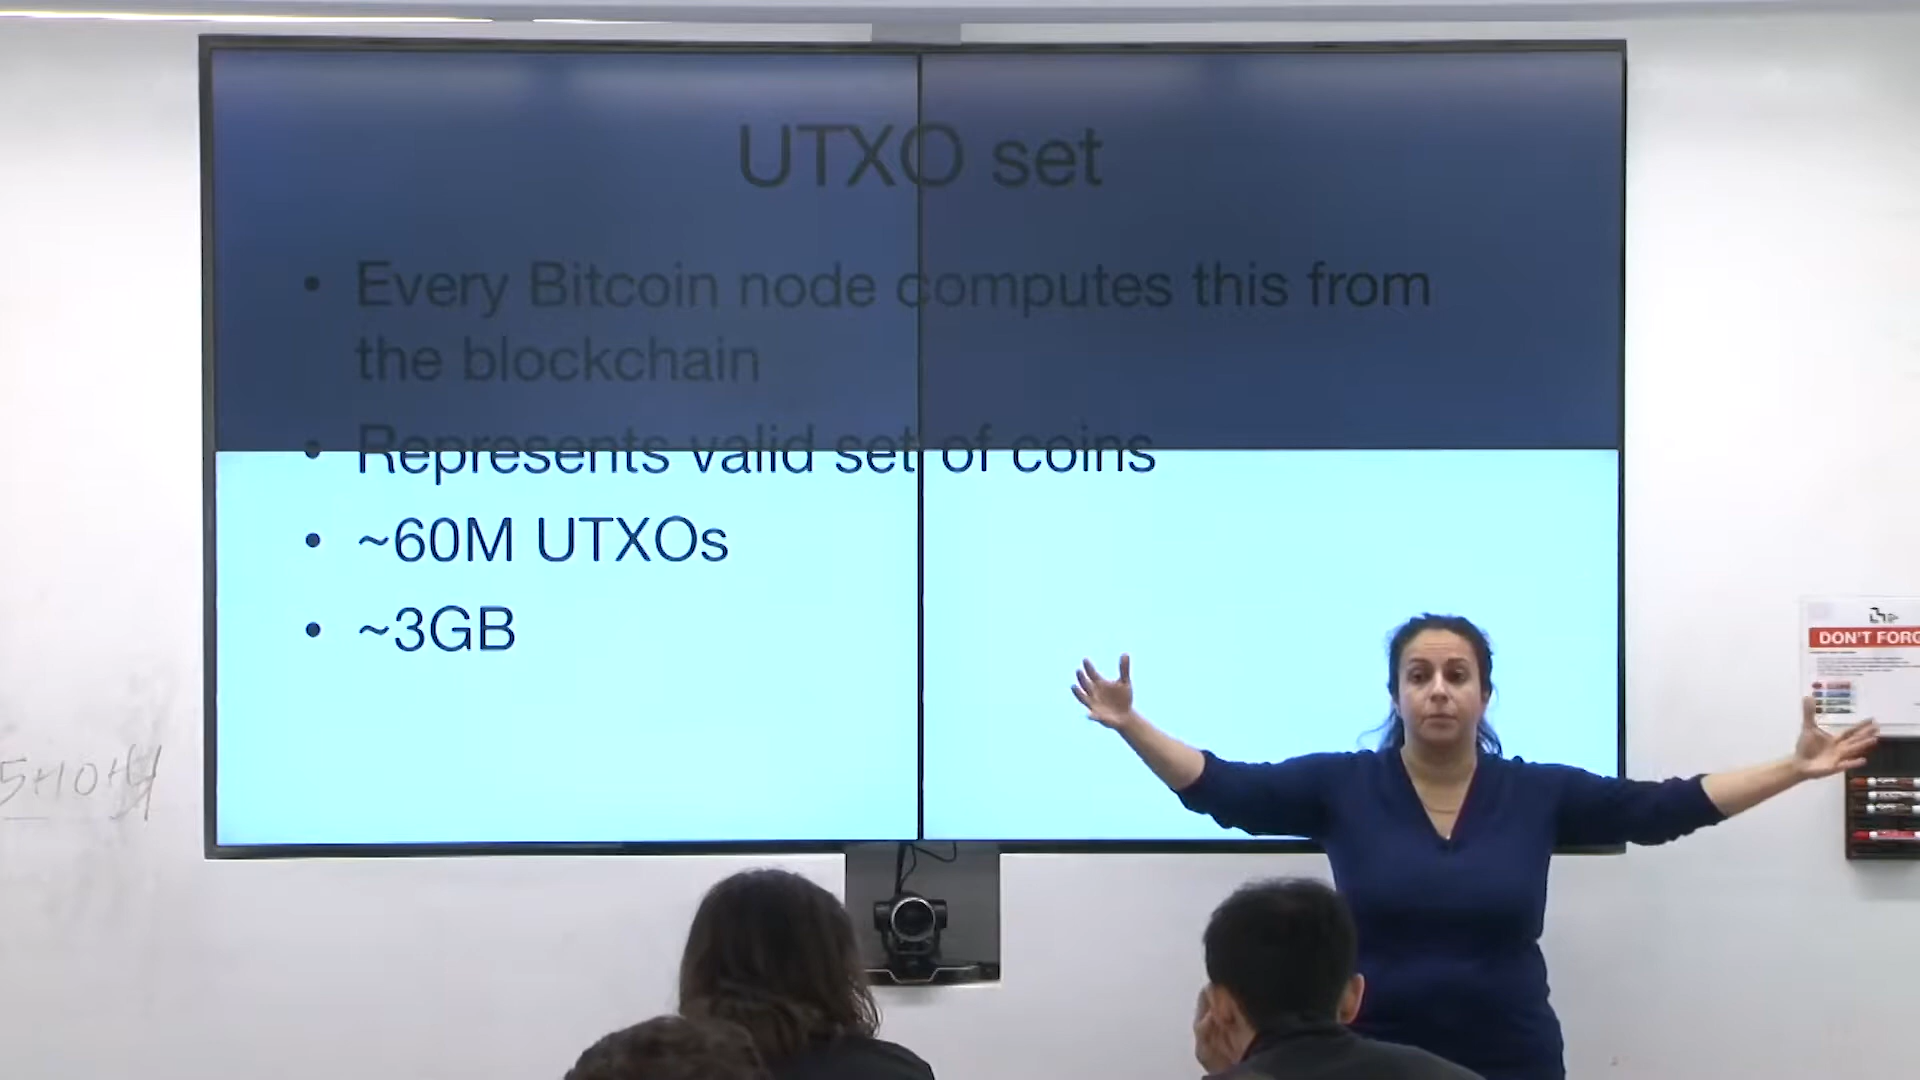 UTXO set
• Every Bitcoin node computes this from
the blockchain
• Represents valid set of coins
• ~60M UTXOs
• ~3GB
DON'T FORG